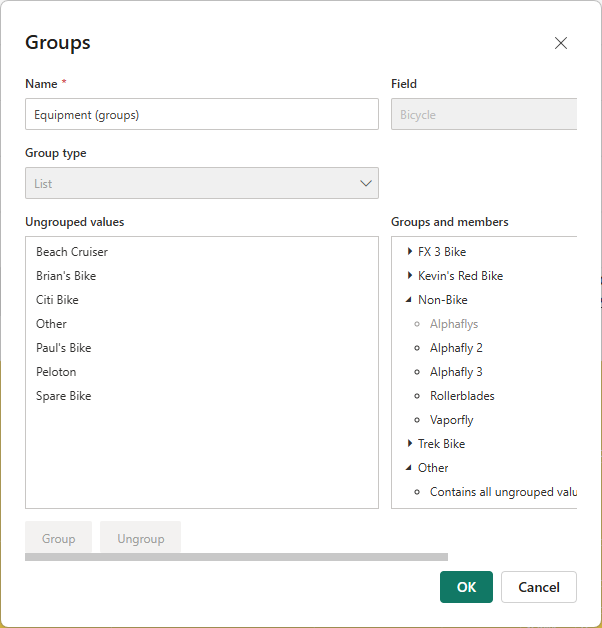 Groups
Name *
Field
Equipment (groups)
Bicycle
Group type
List
Ungrouped values
Groups and members
Beach Cruiser
Brian's Bike
Citi Bike
Other
Paul's Bike
Peloton
Spare Bike
FX 3 Bike
Kevin's Red Bike
Non-Bike
Alphaflys
Alphafly 2
Alphafly 3
Rollerblades
Vaporfly
Trek Bike
Other
Contains all ungrouped valu
Group
Ungroup
OK
Cancel